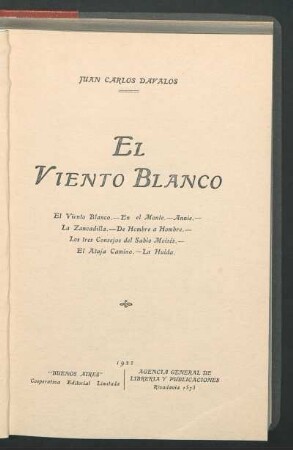 JUAN CARLOS DAVALOS
EL
VIENTO BLANCO
El Viento Blanco.—En el Monte.—Annie.—
La Zancadilla.—De Hombre a Hombre.—
Los tres Consejos del Sabio Moisés.—
El Ataja Camino.—La Hulda.
1922
"BUENOS AIRES"
Cooperativa Editorial Limitada
AGENCIA GENERAL DE
LIBRERIA Y PUBLICACIONES
Rivadavia 1573